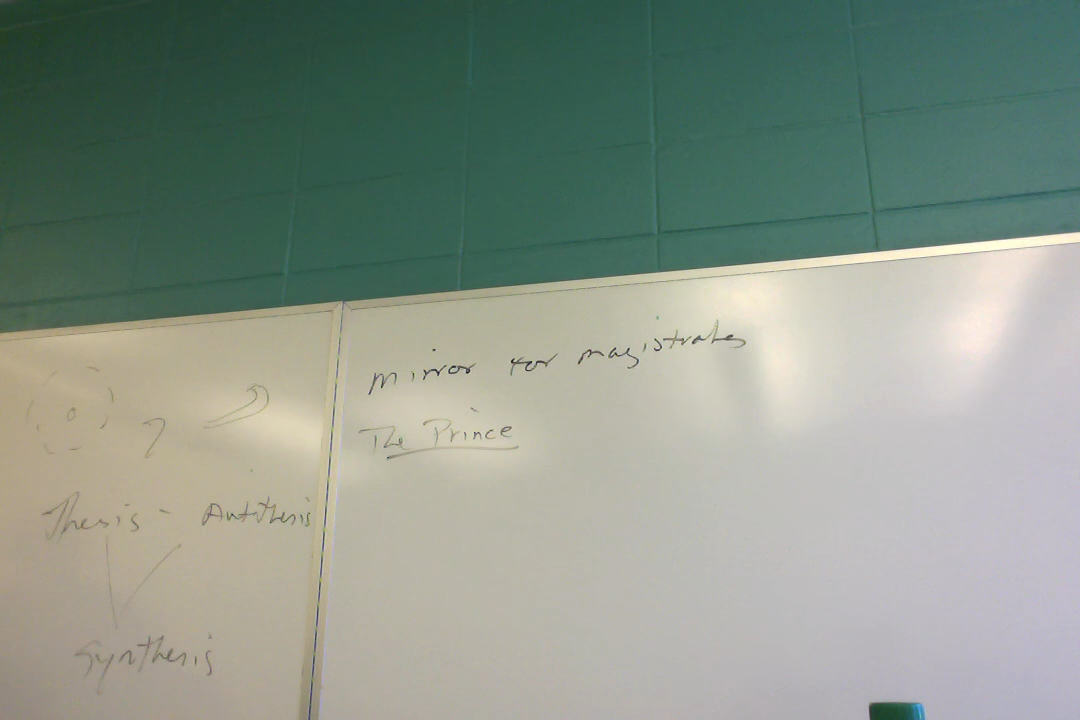 Thesis - Antithesis
Synthesis
mirror for magistrates
The Prince